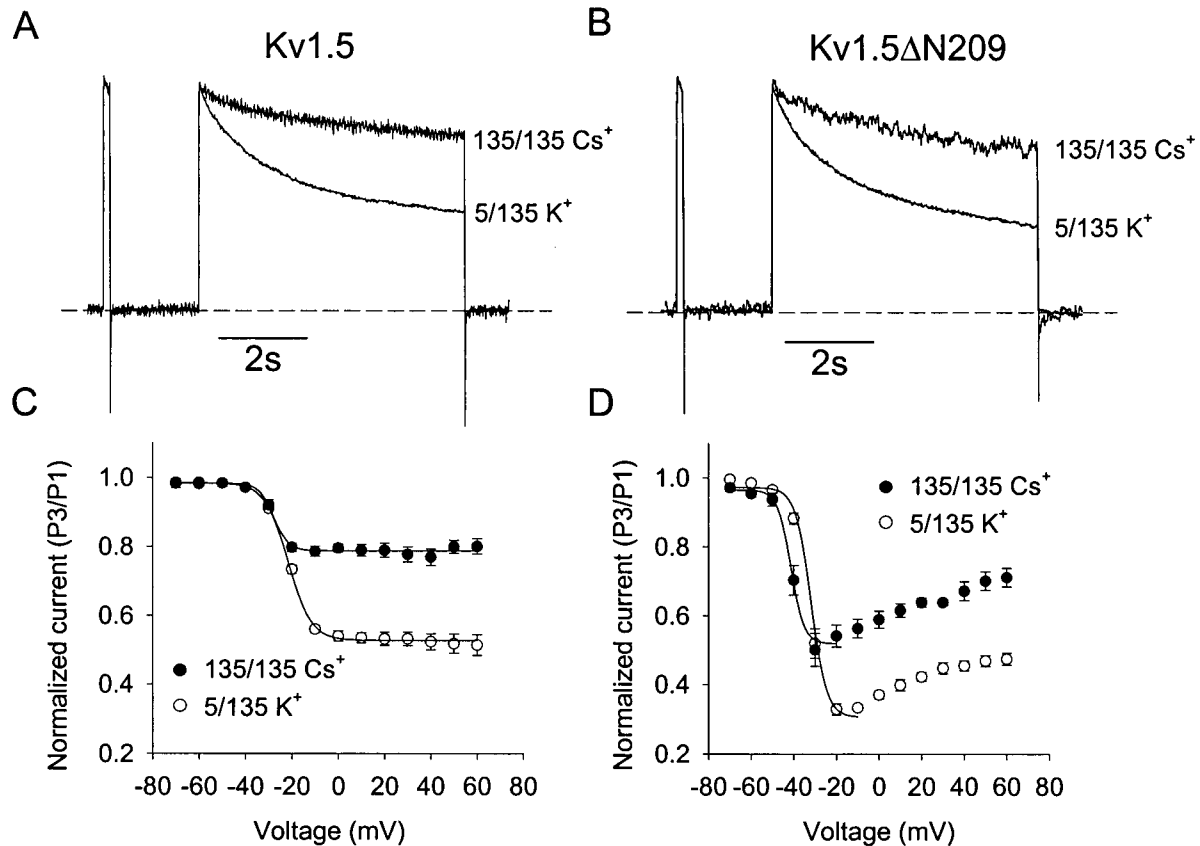 A
Kv1.5
135/135 Cs⁺
5/135 K⁺
2s
B
Kv1.5ΔN209
135/135 Cs⁺
5/135 K⁺
2s
C
Normalized current (P3/P1)
1.0
0.8
0.6
0.4
0.2
135/135 Cs⁺
5/135 K⁺
-80 -60 -40 -20 0 20 40 60 80
Voltage (mV)
D
Normalized current (P3/P1)
1.0
0.8
0.6
0.4
0.2
135/135 Cs⁺
5/135 K⁺
-80 -60 -40 -20 0 20 40 60 80
Voltage (mV)